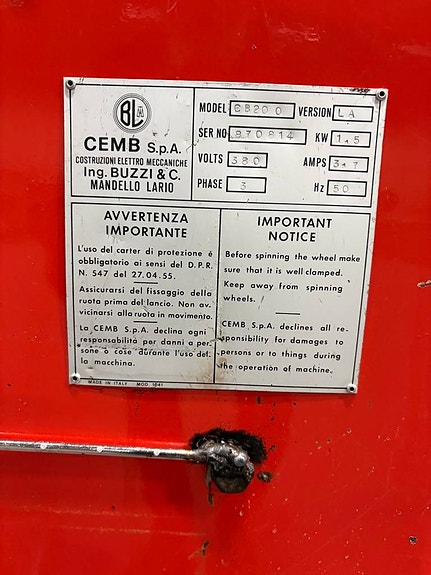 BL
CEMB S.p.A.
COSTRUZIONI ELETTRO MECCANICHE
Ing. BUZZI & C.
MANDELLO LARIO
MODEL CB200 VERSION LA
SER NO 870814 KW 1,5
VOLTS 380 AMPS 3,7
PHASE 3 Hz 50
AVVERTENZA
IMPORTANTE
L'uso del carter di protezione é
obbligatorio ai sensi del D.P.R.
N. 547 del 27.04.55.
Assicurarsi del fissaggio della
ruota prima del lancio. Non av.
vicinarsi alla ruota in movimento.
La CEMB S.p.A. declina ogni
responsabilità per danni a per-
sone o cose durante l'uso del.
la macchina.
IMPORTANT
NOTICE
Before spinning the wheel make
sure that it is well clamped.
Keep away from spinning
wheels.
CEMB S.p.A. declines all re-
sponsibility for damages to
persons or to things during
the operation of machine.
MADE IN ITALY MOD. 1041